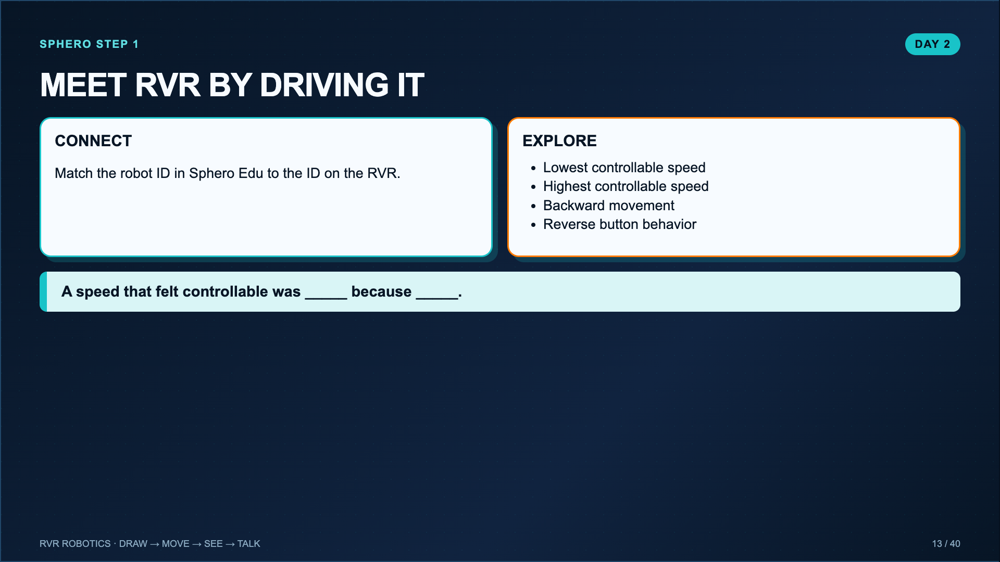 SPHERO STEP 1
DAY 2
MEET RVR BY DRIVING IT
CONNECT
Match the robot ID in Sphero Edu to the ID on the RVR.
EXPLORE
• Lowest controllable speed
• Highest controllable speed
• Backward movement
• Reverse button behavior
A speed that felt controllable was _____ because _____.
RVR ROBOTICS · DRAW → MOVE → SEE → TALK
13 / 40